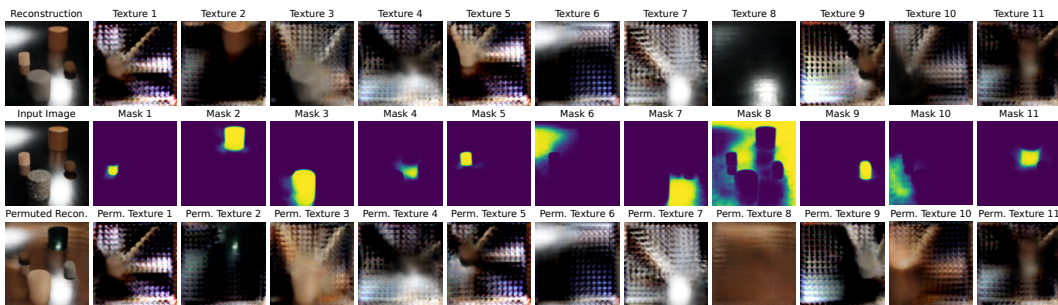 Reconstruction Texture 1 Texture 2 Texture 3 Texture 4 Texture 5 Texture 6 Texture 7 Texture 8 Texture 9 Texture 10 Texture 11
Input Image Mask 1 Mask 2 Mask 3 Mask 4 Mask 5 Mask 6 Mask 7 Mask 8 Mask 9 Mask 10 Mask 11
Permuted Recon. Perm. Texture 1 Perm. Texture 2 Perm. Texture 3 Perm. Texture 4 Perm. Texture 5 Perm. Texture 6 Perm. Texture 7 Perm. Texture 8 Perm. Texture 9 Perm. Texture 10 Perm. Texture 11